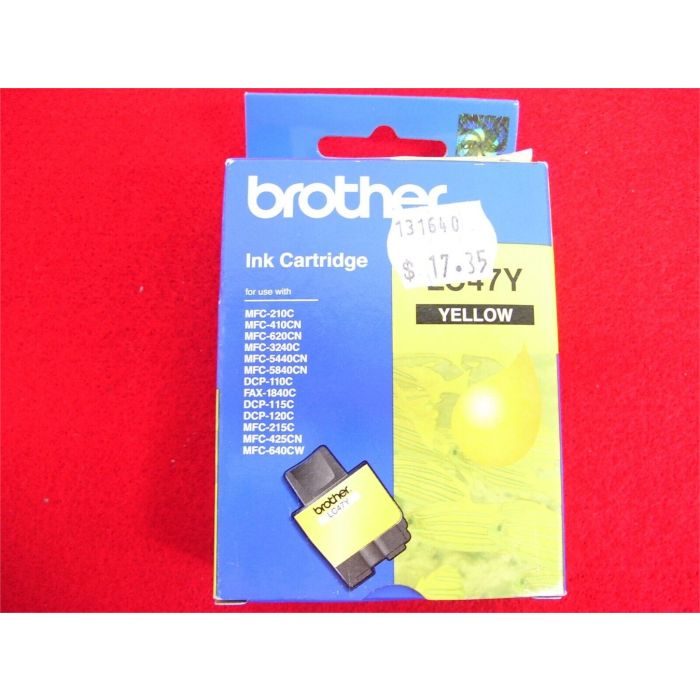 brother
131640
$ 17.35
Ink Cartridge
LC47Y
for use with
YELLOW
MFC-210C
MFC-410CN
MFC-620CN
MFC-3240C
MFC-5440CN
MFC-5840CN
DCP-110C
FAX-1840C
DCP-115C
DCP-120C
MFC-215C
MFC-425CN
MFC-640CW
brother
LC47Y